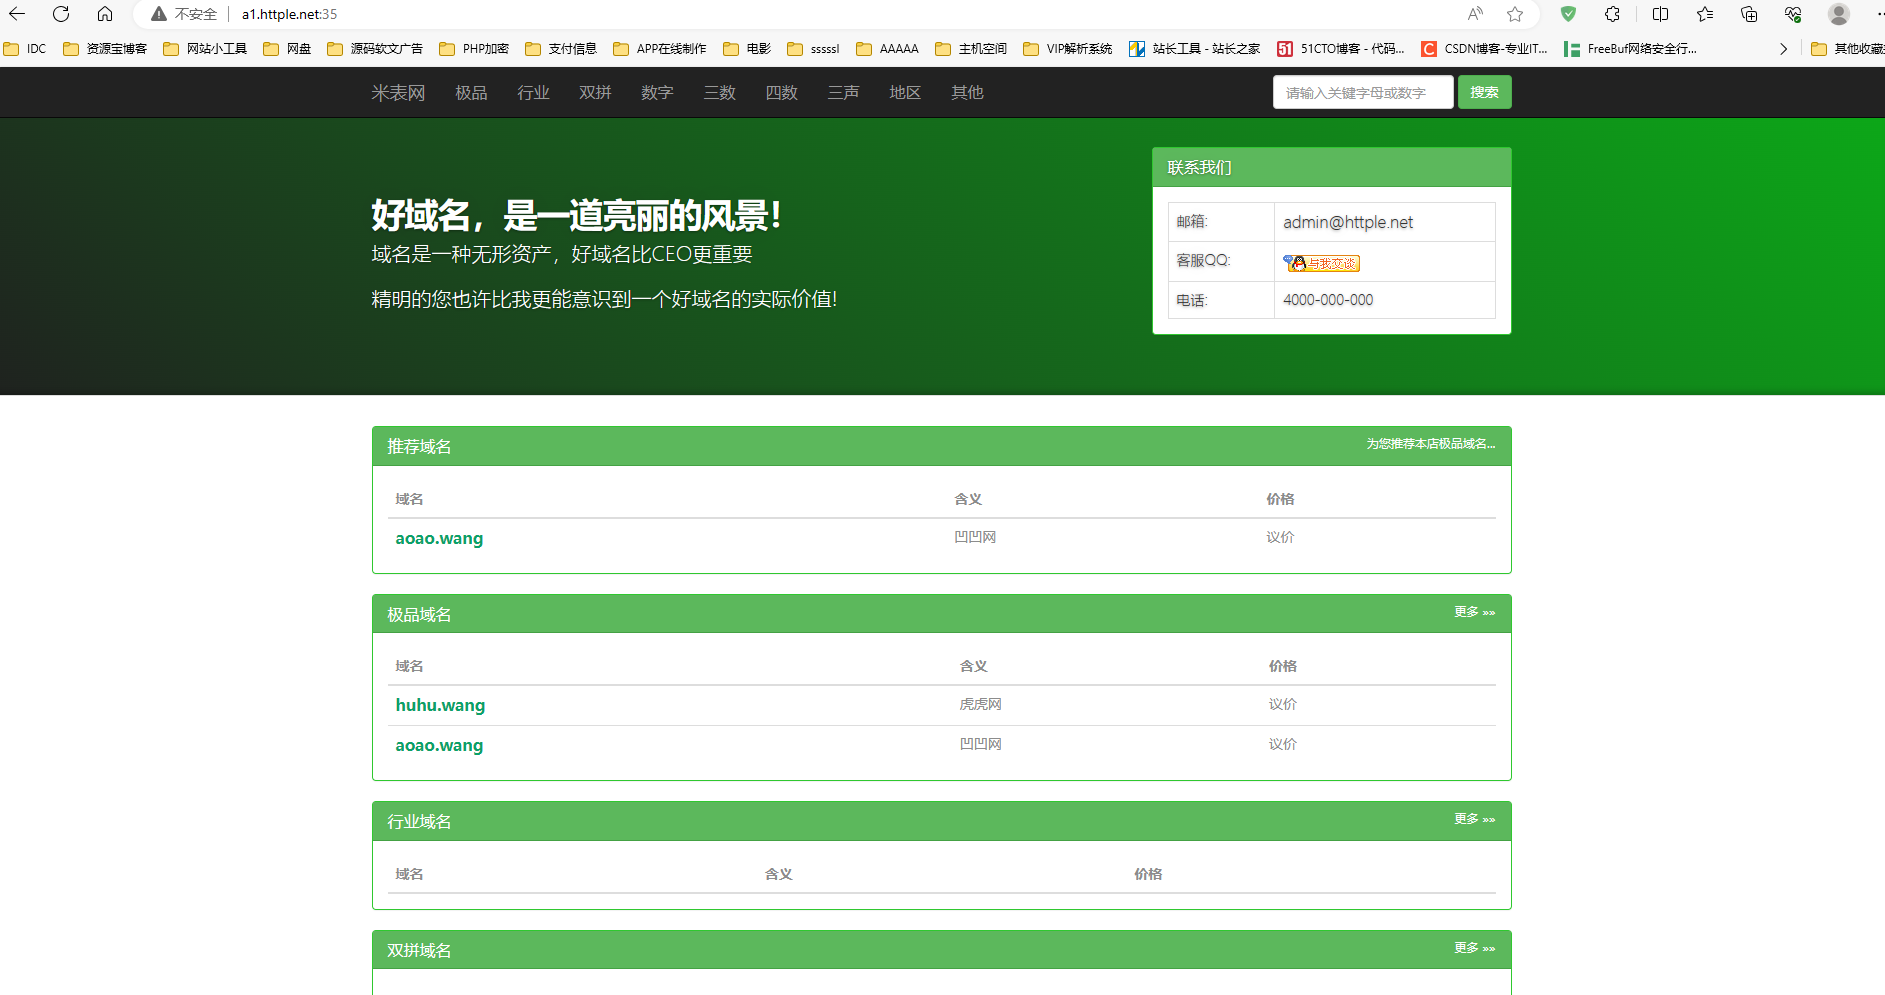 不安全 a1.httple.net:35
IDC 资源宝博客 网站小工具 网盘 源码软文广告 PHP加密 支付信息 APP在线制作 电影 sssssl AAAAA 主机空间 VIP解析系统 站长工具 - 站长之家 51CTO博客 - 代码... CSDN博客-专业IT... FreeBuf网络安全行... 其他收藏
米表网 极品 行业 双拼 数字 三数 四数 三声 地区 其他 请输入关键字母或数字 搜索
联系我们
好域名，是一道亮丽的风景！
域名是一种无形资产，好域名比CEO更重要
精明的您也许比我更能意识到一个好域名的实际价值!
邮箱: admin@httple.net
客服QQ: 与我交谈
电话: 4000-000-000
推荐域名 为您推荐本店极品域名...
域名 含义 价格
aoao.wang 凹凹网 议价
极品域名 更多 »»
域名 含义 价格
huhu.wang 虎虎网 议价
aoao.wang 凹凹网 议价
行业域名 更多 »»
域名 含义 价格
双拼域名 更多 »»